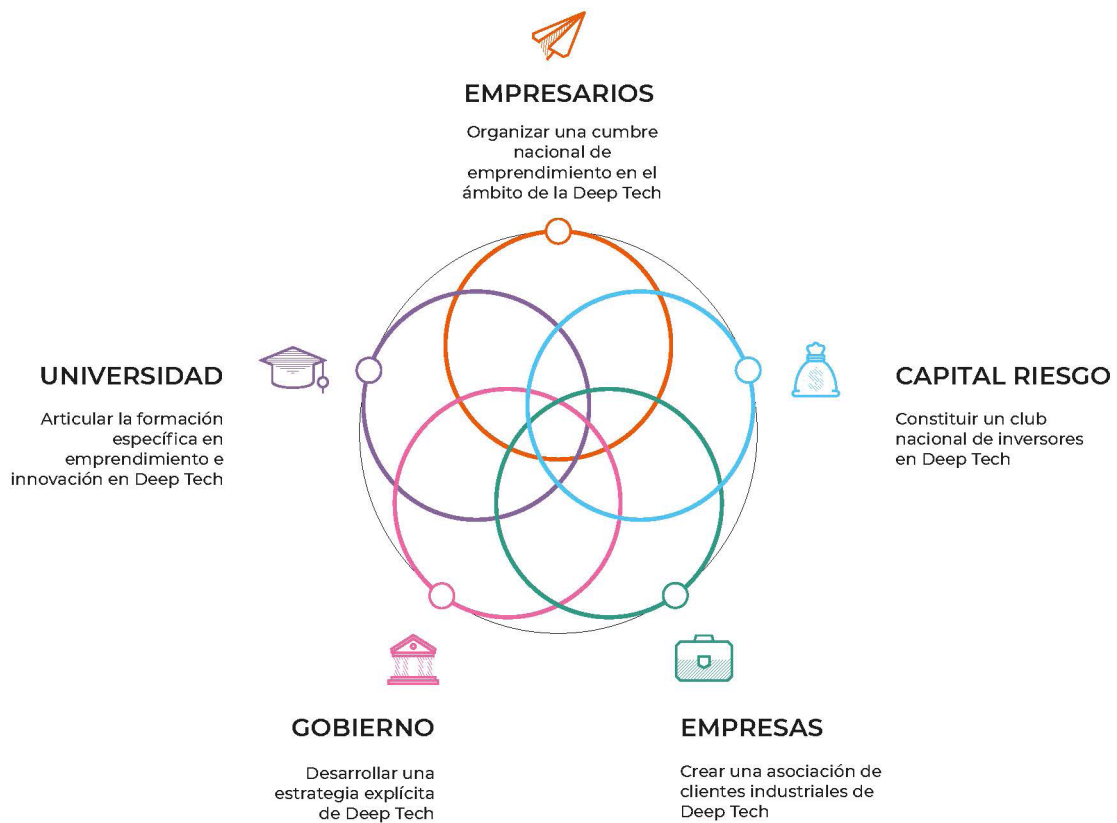 EMPRESARIOS
Organizar una cumbre
nacional de
emprendimiento en el
ámbito de la Deep Tech
UNIVERSIDAD
Articular la formación
específica en
emprendimiento e
innovación en Deep Tech
CAPITAL RIESGO
Constituir un club
nacional de inversores
en Deep Tech
GOBIERNO
Desarrollar una
estrategia explícita
de Deep Tech
EMPRESAS
Crear una asociación de
clientes industriales de
Deep Tech